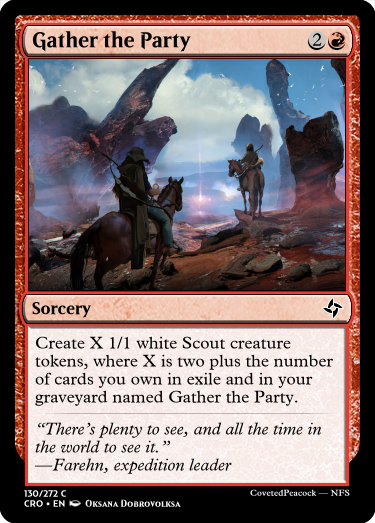 Gather the Party 2
Sorcery
Create X 1/1 white Scout creature
tokens, where X is two plus the number
of cards you own in exile and in your
graveyard named Gather the Party.
“There’s plenty to see, and all the time in
the world to see it.”
—Farehn, expedition leader
130/272 C
CRO • EN Oksana Dobrovolksa
CovetedPeacock — NFS